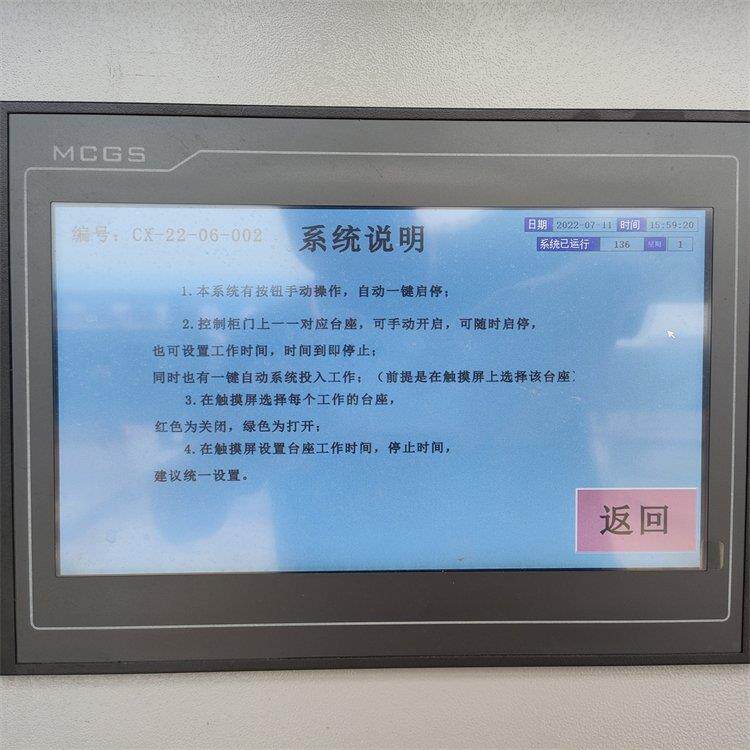 MCGS
编号：CX-22-06-002
系统说明
日期 2022-07-11 时间 15:59:20
系统已运行 136 星期 1
1.本系统有按钮手动操作，自动一键启停；
2.控制柜门上一一对应台座，可手动开启，可随时启停，
也可设置工作时间，时间到即停止；
同时也有一键自动系统投入工作；（前提是在触摸屏上选择该台座）
3.在触摸屏选择每个工作的台座，
红色为关闭，绿色为打开；
4.在触摸屏设置台座工作时间，停止时间，
建议统一设置。
返回